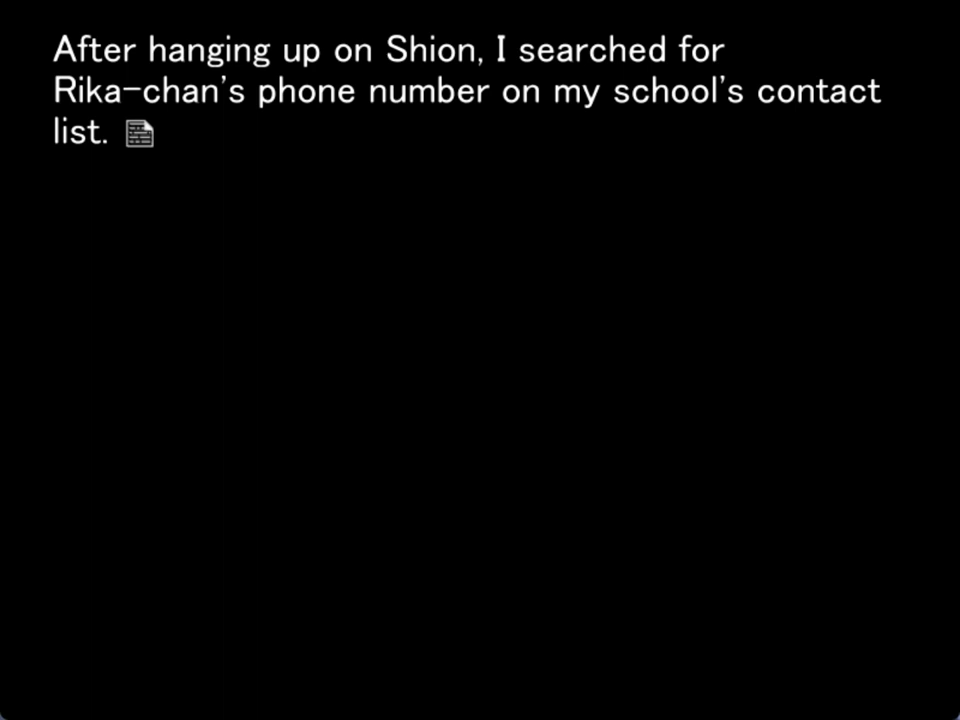 After hanging up on Shion, I searched for
Rika-chan's phone number on my school's contact
list.